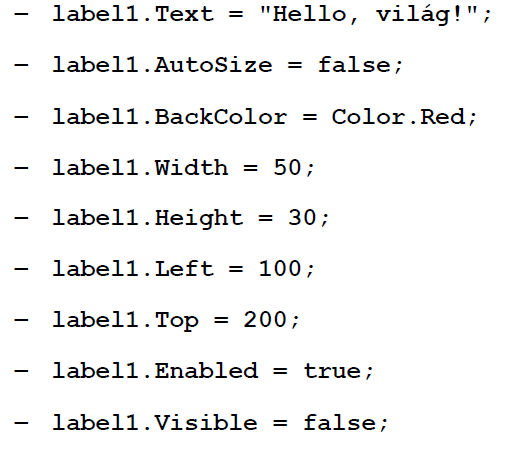 – label1.Text = "Hello, világ!";
– label1.AutoSize = false;
– label1.BackColor = Color.Red;
– label1.Width = 50;
– label1.Height = 30;
– label1.Left = 100;
– label1.Top = 200;
– label1.Enabled = true;
– label1.Visible = false;